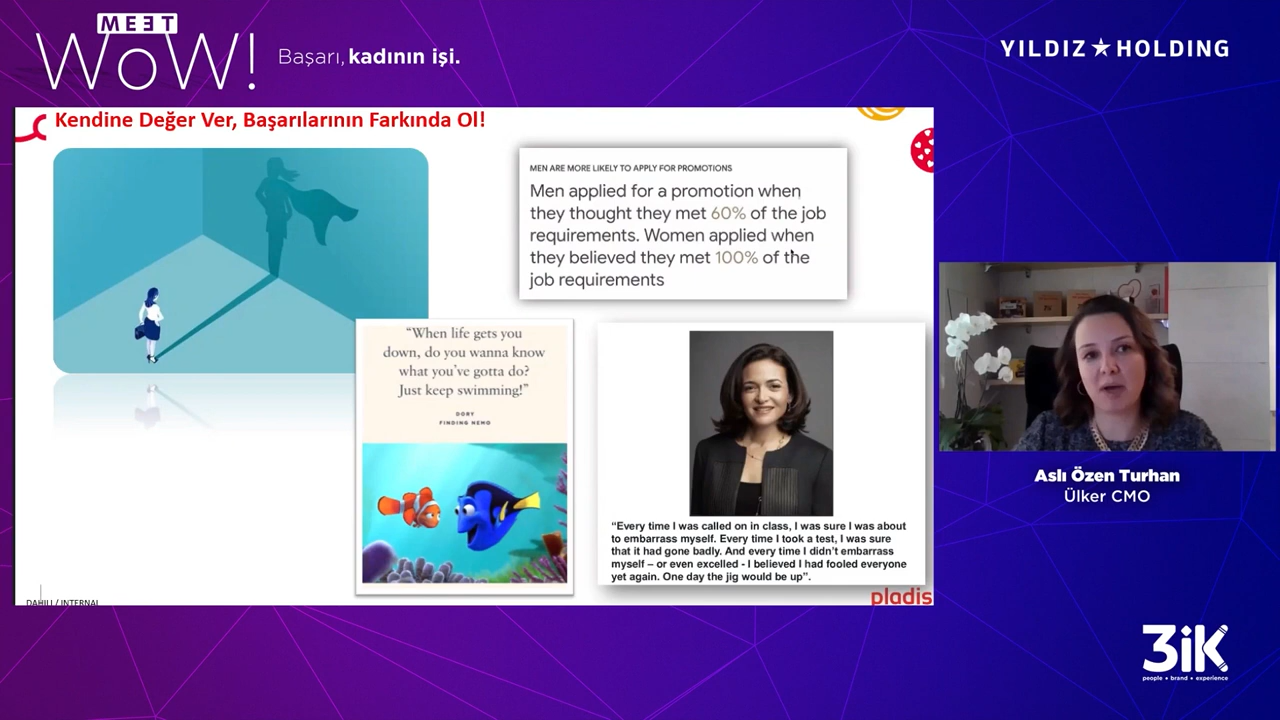 MEET
WoW!
Başarı, kadının işi.
YILDIZ★HOLDING
Kendine Değer Ver, Başarılarının Farkında Ol!
MEN ARE MORE LIKELY TO APPLY FOR PROMOTIONS
Men applied for a promotion when
they thought they met 60% of the job
requirements. Women applied when
they believed they met 100% of the
job requirements
“When life gets you
down, do you wanna know
what you’ve gotta do?
Just keep swimming!”
DORY
FINDING NEMO
“Every time I was called on in class, I was sure I was about
to embarrass myself. Every time I took a test, I was sure
that it had gone badly. And every time I didn’t embarrass
myself – or even excelled - I believed I had fooled everyone
yet again. One day the jig would be up”.
Aslı Özen Turhan
Ülker CMO
DAHILI / INTERNAL
pladis
3iK
people • brand • experience